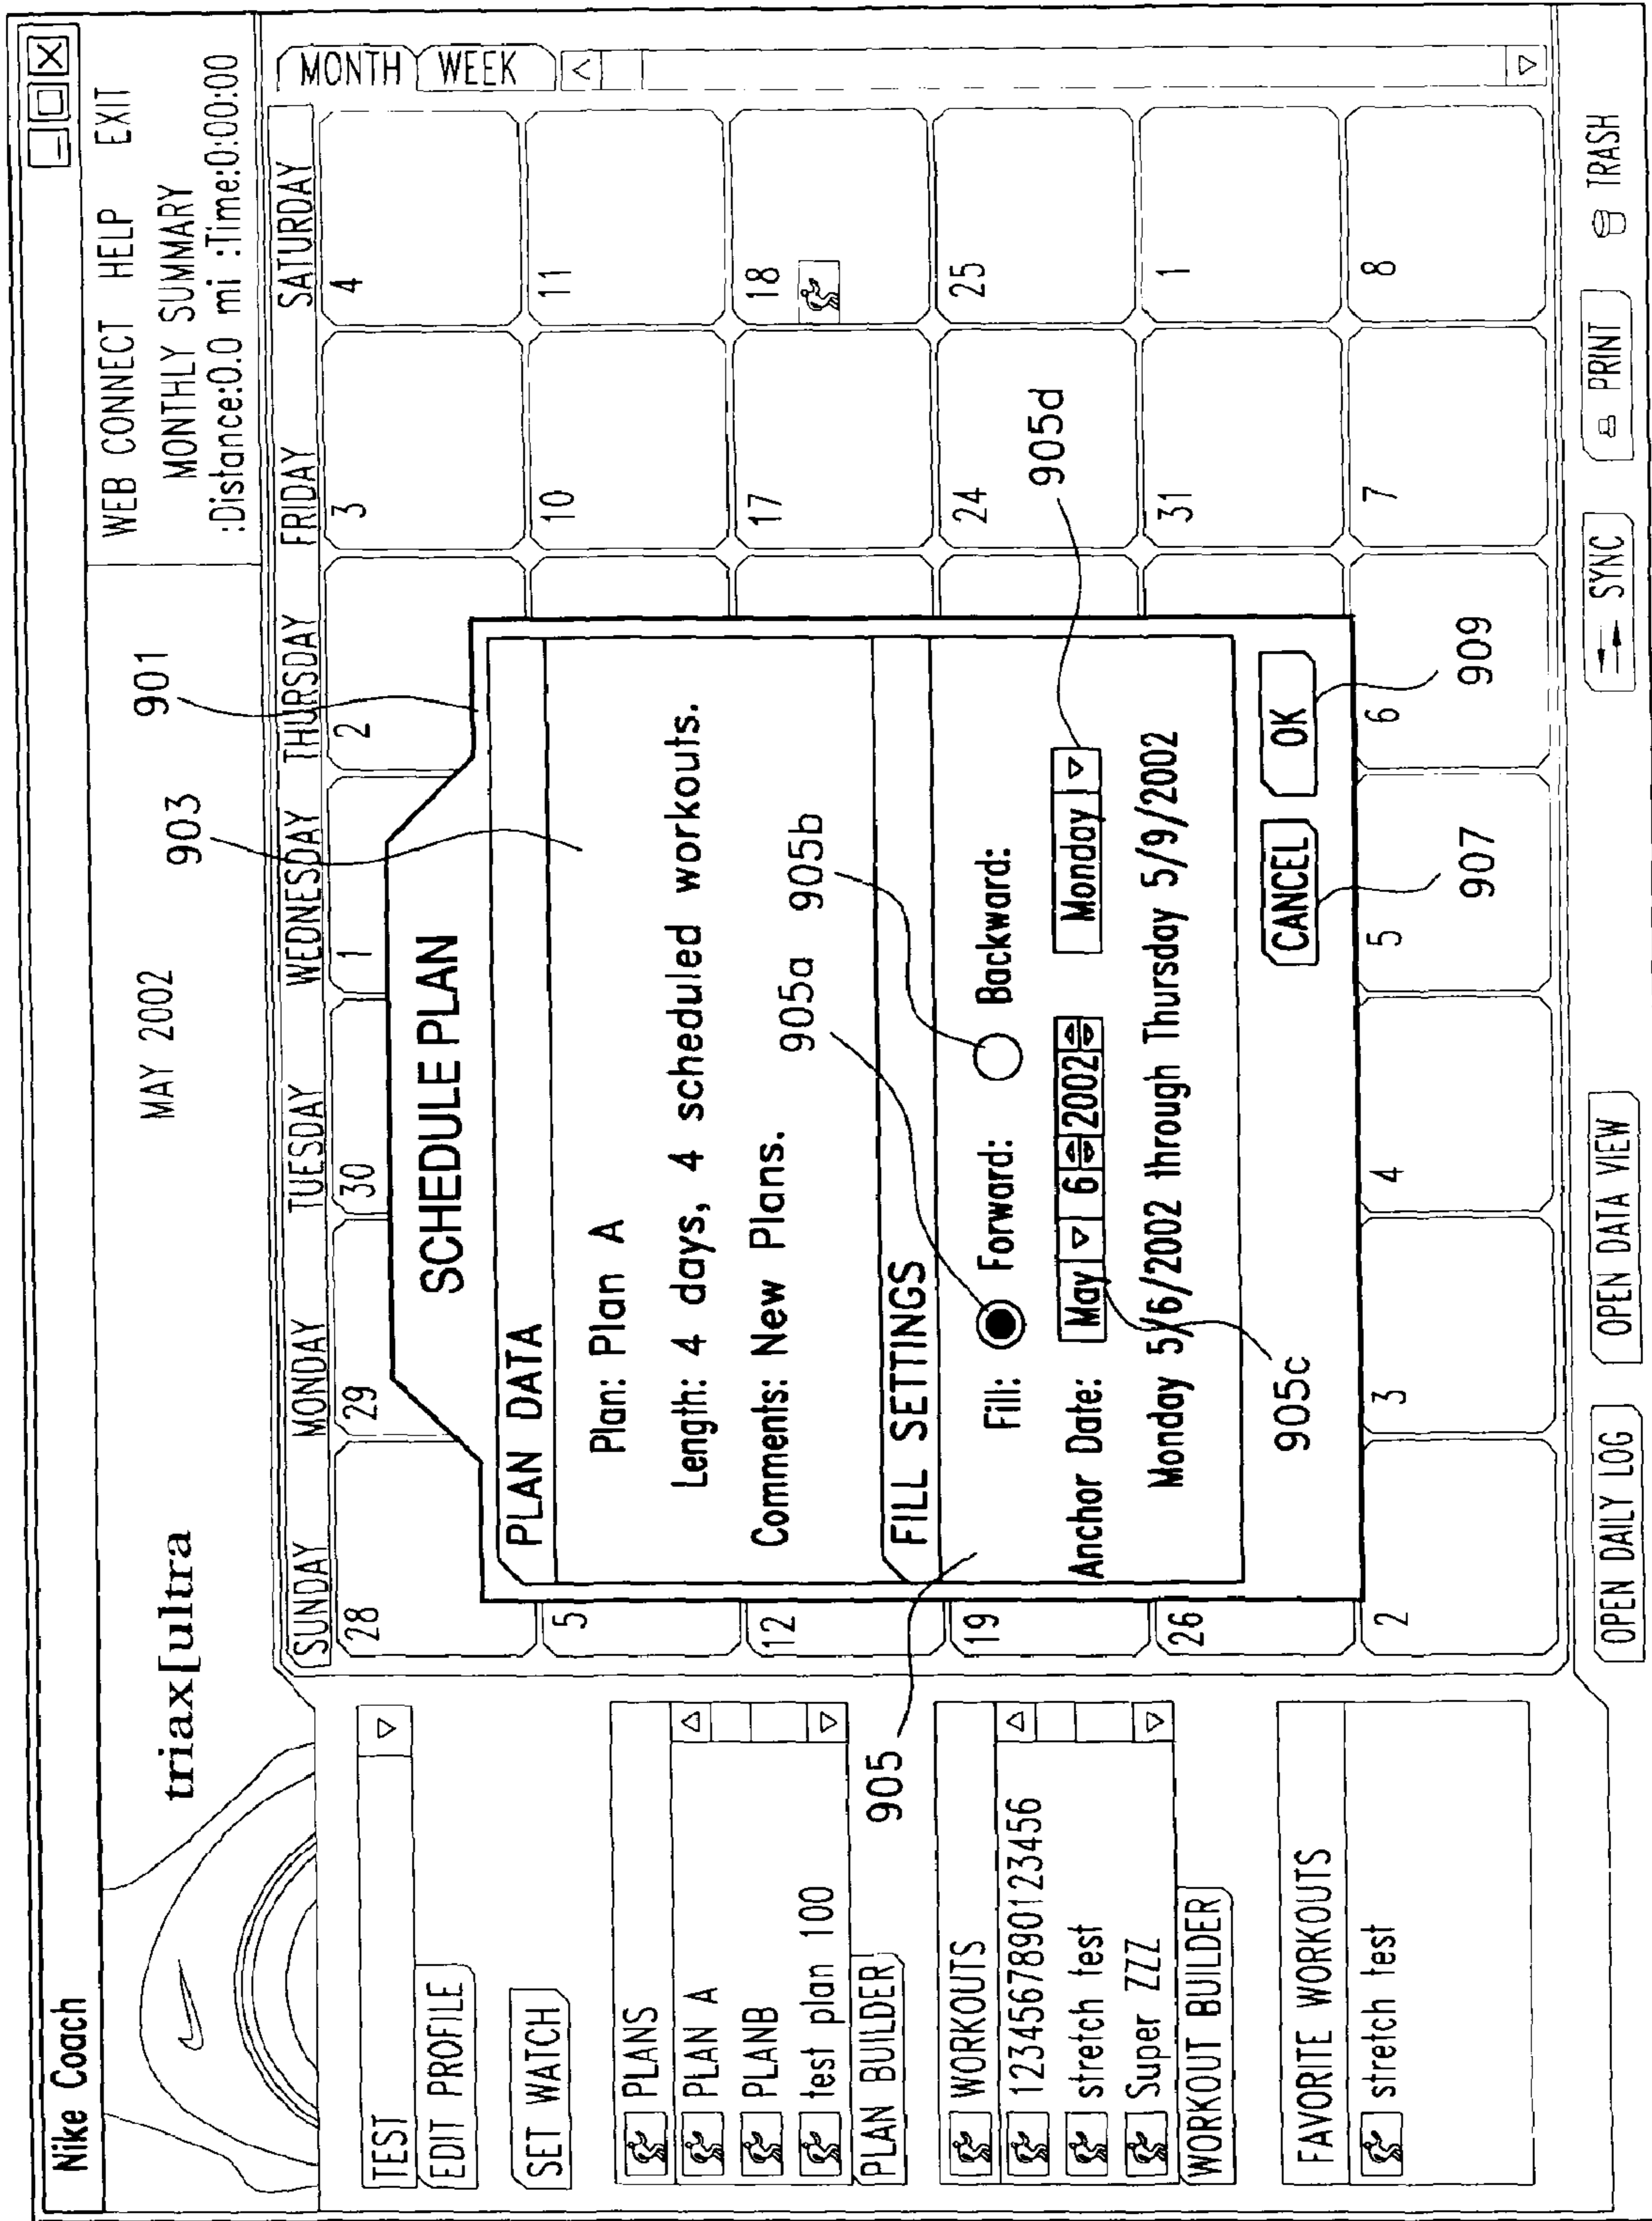 Nike Coach
triax[ultra
MAY 2002
WEB CONNECT HELP EXIT
MONTHLY SUMMARY
:Distance:0.0 mi :Time:0:00:00
901
903
TEST
EDIT PROFILE
SET WATCH
PLANS
PLAN A
PLANB
test plan 100
PLAN BUILDER
WORKOUTS
1234567890123456
stretch test
Super ZZZ
WORKOUT BUILDER
FAVORITE WORKOUTS
stretch test
SUNDAY MONDAY TUESDAY WEDNESDAY THURSDAY FRIDAY SATURDAY
MONTH
WEEK
28 29 30 1 2 3 4
5 10 11
12 17 18
19 24 25
26 31 1
2 3 4 5 6 7 8
SCHEDULE PLAN
PLAN DATA
Plan: Plan A
Length: 4 days, 4 scheduled workouts.
Comments: New Plans.
905a 905b
FILL SETTINGS
Fill: Forward: Backward:
Anchor Date: May 6 2002 Monday
Monday 5/6/2002 through Thursday 5/9/2002
CANCEL OK
905
905c
905d
907
909
OPEN DAILY LOG OPEN DATA VIEW SYNC PRINT TRASH